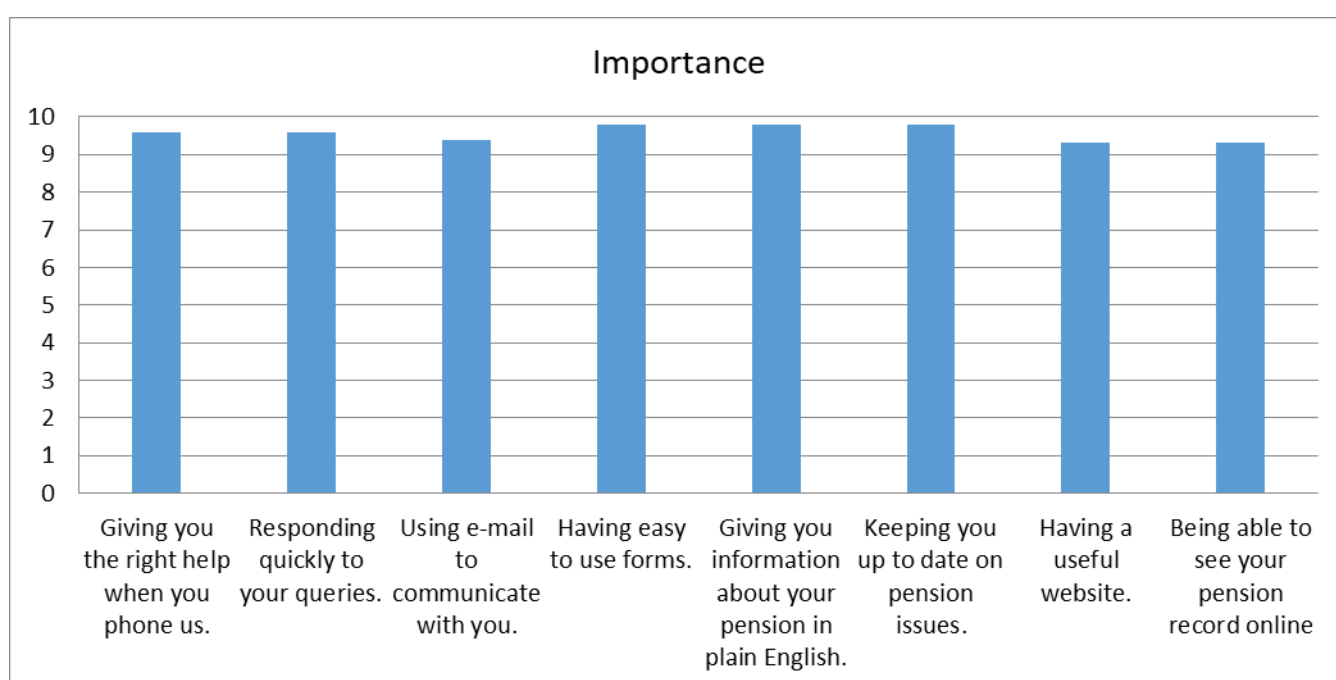 Importance
10
9
8
7
6
5
4
3
2
1
0
Giving you
the right help
when you
phone us.
Responding
quickly to
your queries.
Using e-mail
to
communicate
with you.
Having easy
to use forms.
Giving you
information
about your
pension in
plain English.
Keeping you
up to date on
pension
issues.
Having a
useful
website.
Being able to
see your
pension
record online